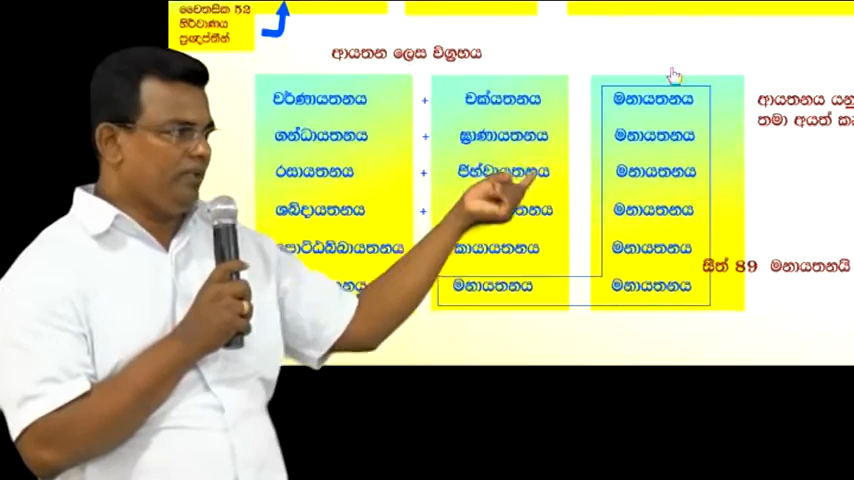 චෛතසික 52
නිර්වාණය
ප්‍රඥප්තීන්
ආයතන ලෙස විග්‍රහය
වර්ණායතනය + චක්යතනය මනායතනය
ගන්ධායතනය + ඝ්‍රාණායතනය මනායතනය
රසායතනය + ජිහ්වායතනය මනායතනය
ශබ්දායතනය + මනායතනය
පොට්ඨබ්බායතනය කායායතනය මනායතනය
මනායතනය මනායතනය
ආයතනය යනු
තමා අයත්
සිත් 89 මනායතනයි